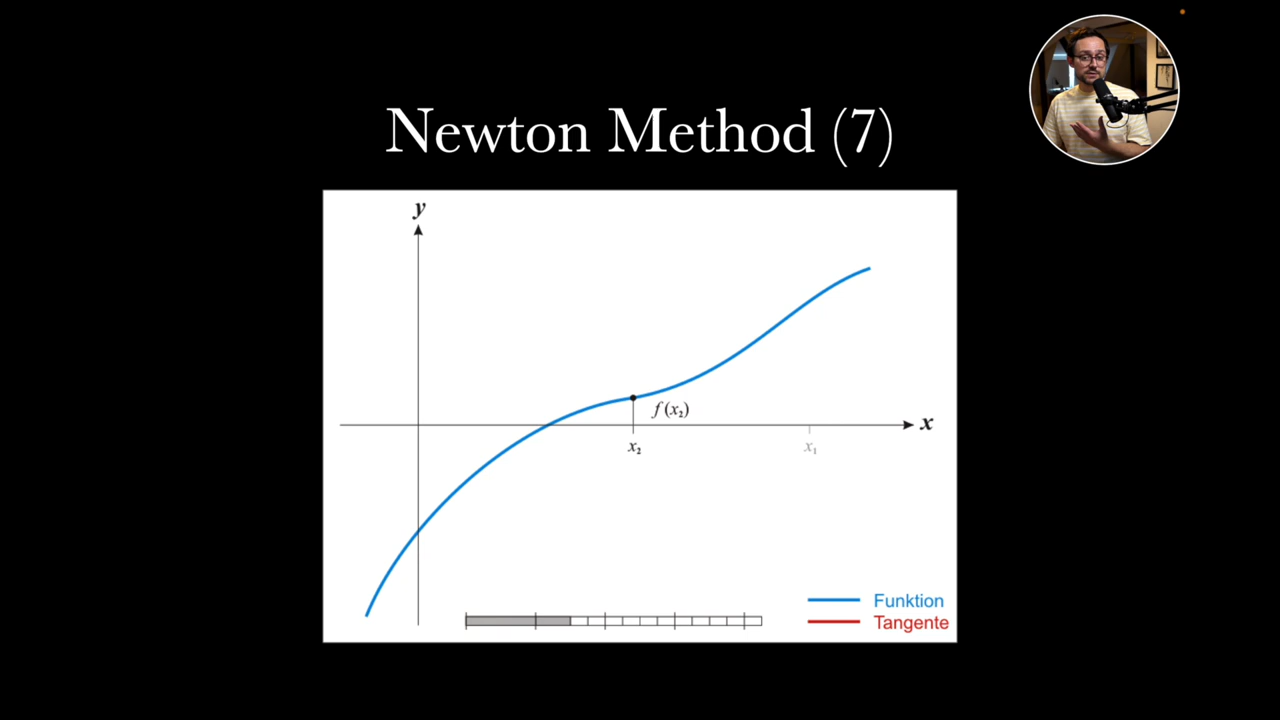 Newton Method (7)
y
f(x₂)
x
x₂
x₁
Funktion
Tangente